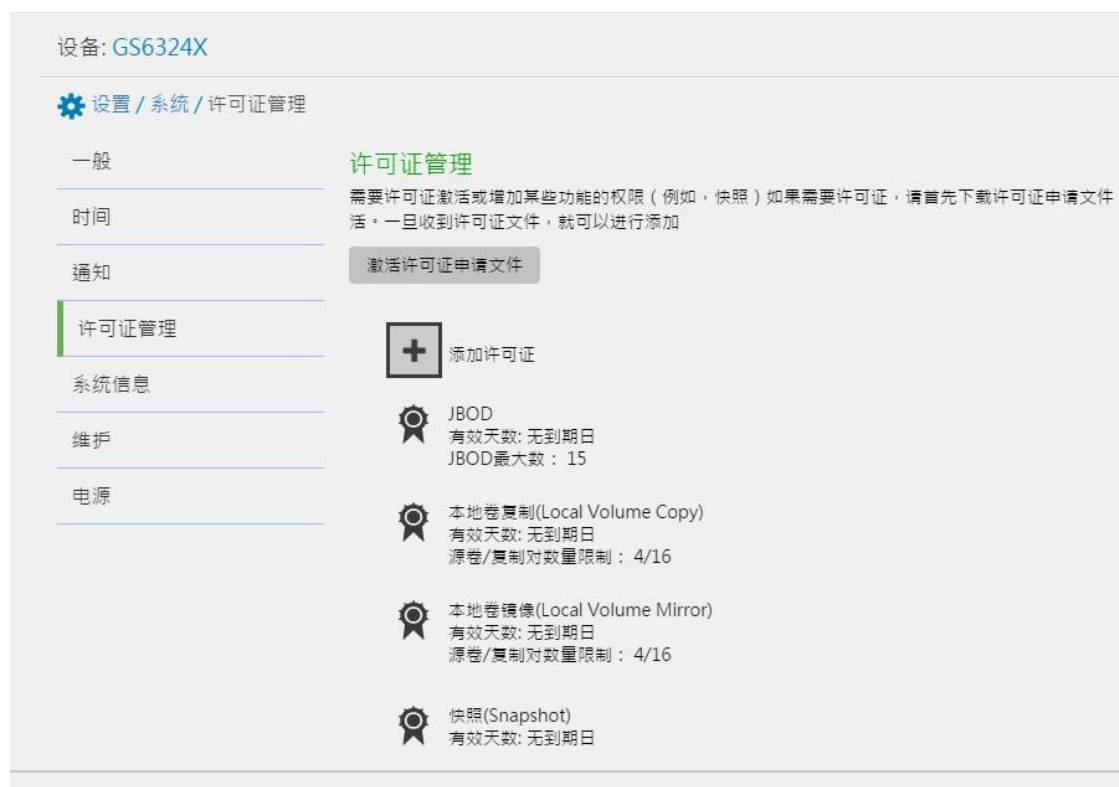 设备: GS6324X
设置 / 系统 / 许可证管理
一般
时间
通知
许可证管理
系统信息
维护
电源
许可证管理
需要许可证激活或增加某些功能的权限（例如，快照）如果需要许可证，请首先下载许可证申请文件
活。一旦收到许可证文件，就可以进行添加
激活许可证申请文件
添加许可证
JBOD
有效天数: 无到期日
JBOD最大数： 15
本地卷复制(Local Volume Copy)
有效天数: 无到期日
源卷/复制对数量限制： 4/16
本地卷镜像(Local Volume Mirror)
有效天数: 无到期日
源卷/复制对数量限制： 4/16
快照(Snapshot)
有效天数: 无到期日